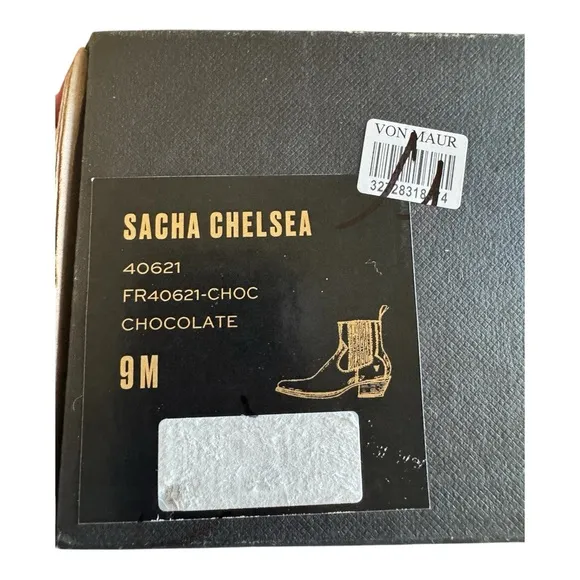 VON MAUR
SACHA CHELSEA
40621
FR40621-CHOC
CHOCOLATE
9M